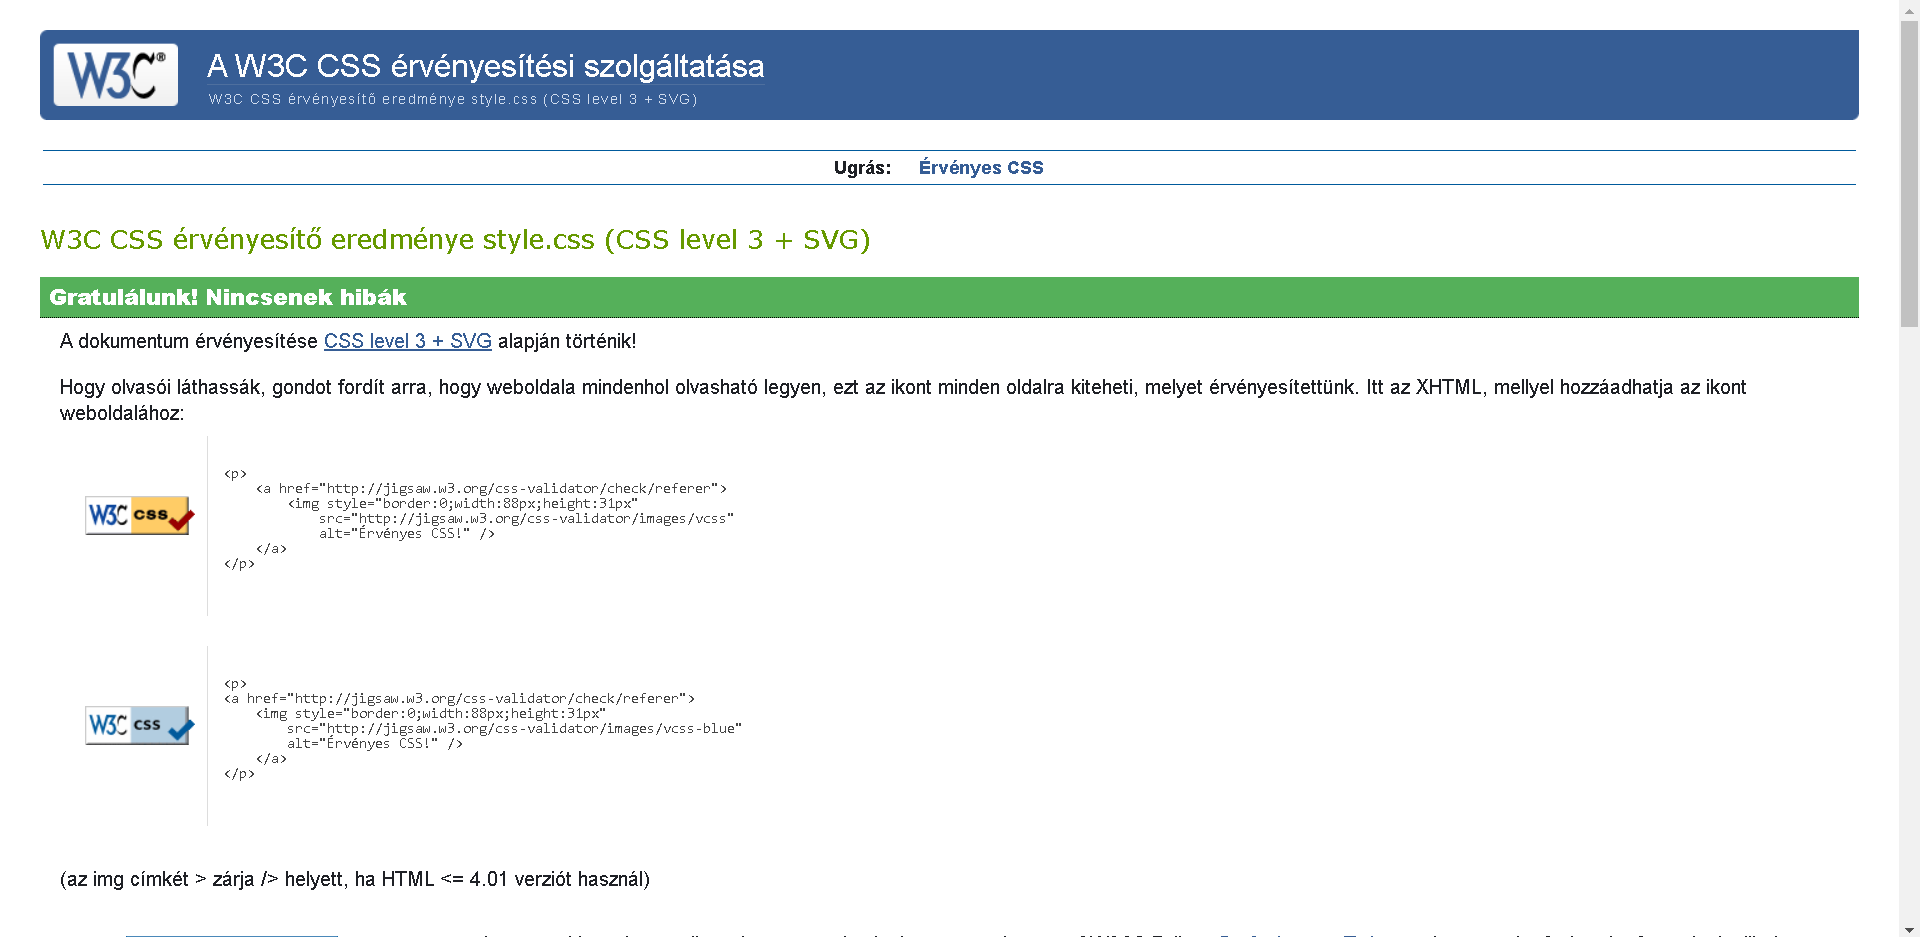 W3C®
A W3C CSS érvényesítési szolgáltatása
W3C CSS érvényesítő eredménye style.css (CSS level 3 + SVG)
Ugrás: Érvényes CSS
W3C CSS érvényesítő eredménye style.css (CSS level 3 + SVG)
Gratulálunk! Nincsenek hibák
A dokumentum érvényesítése CSS level 3 + SVG alapján történik!
Hogy olvasói láthassák, gondot fordít arra, hogy weboldala mindenhol olvasható legyen, ezt az ikont minden oldalra kiteheti, melyet érvényesítettünk. Itt az XHTML, mellyel hozzáadhatja az ikont
weboldalához:
W3C css
<p>
<a href="http://jigsaw.w3.org/css-validator/check/referer">
<img style="border:0;width:88px;height:31px"
src="http://jigsaw.w3.org/css-validator/images/vcss"
alt="Érvényes CSS!" />
</a>
</p>
W3C css
<p>
<a href="http://jigsaw.w3.org/css-validator/check/referer">
<img style="border:0;width:88px;height:31px"
src="http://jigsaw.w3.org/css-validator/images/vcss-blue"
alt="Érvényes CSS!" />
</a>
</p>
(az img címkét > zárja /> helyett, ha HTML <= 4.01 verziót használ)